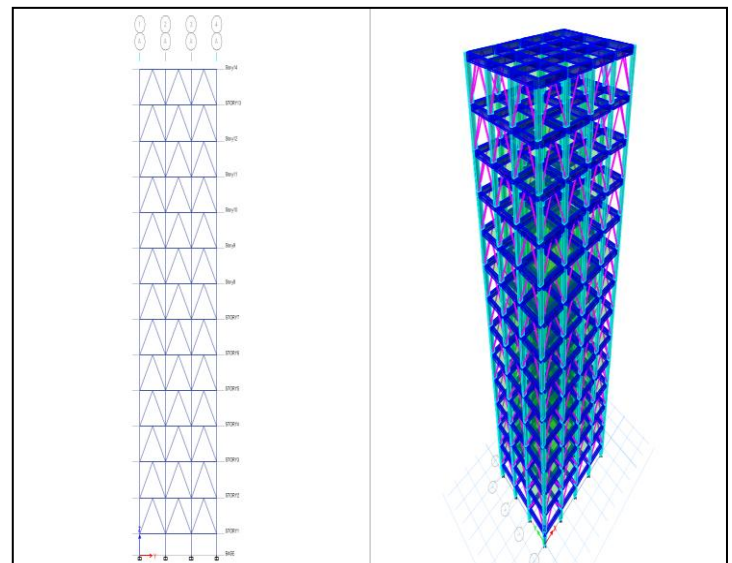 1 2 3 4
A A A A
Story14
STORY13
Story12
Story11
Story10
Story9
Story8
STORY7
STORY6
STORY5
STORY4
STORY3
STORY2
STORY1
BASE
Z
Y
X